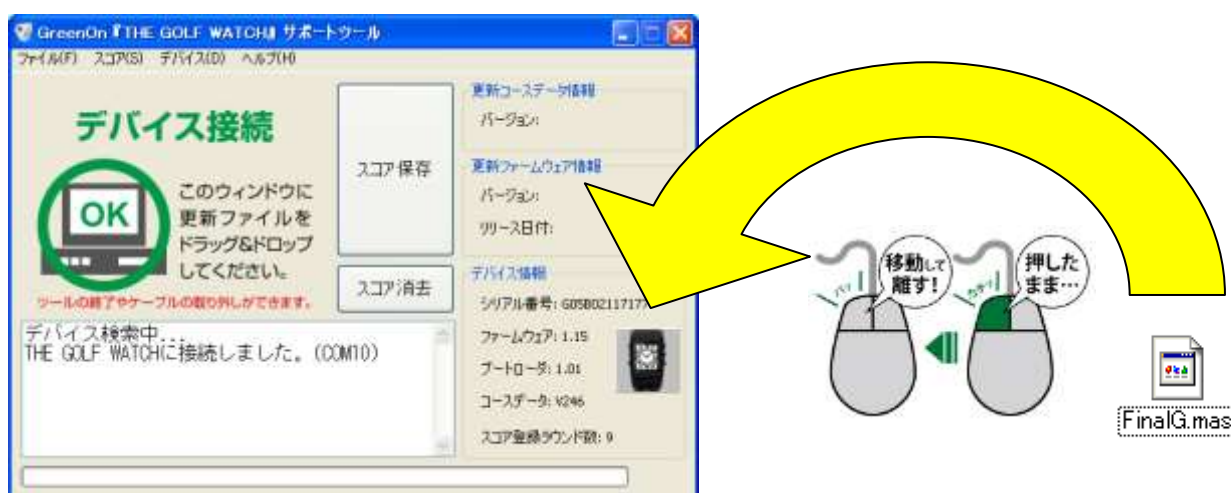 GreenOn『THE GOLF WATCH』サポートツール
ファイル(F) スコア(S) デバイス(D) ヘルプ(H)
デバイス接続
OK
このウィンドウに
更新ファイルを
ドラッグ&ドロップ
してください。
ツールの終了やケーブルの取り外しができます。
スコア保存
スコア消去
デバイス検索中...
THE GOLF WATCHに接続しました。(COM10)
更新コースデータ情報
バージョン:
更新ファームウェア情報
バージョン:
リリース日付:
デバイス情報
シリアル番号: G05B02117177
ファームウェア: 1.15
ブートローダ: 1.01
コースデータ: V246
スコア登録ラウンド数: 9
パッ
移動して
離す!
カチッ
押した
まま…
FinalG.mas